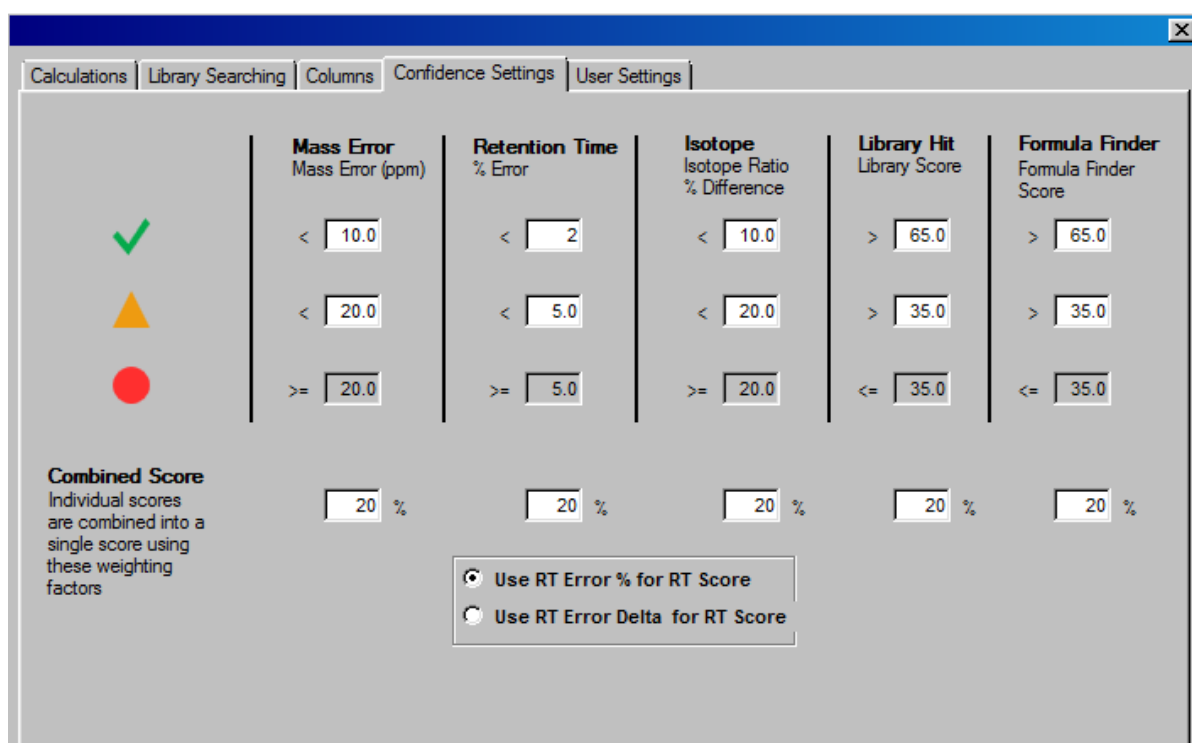 Calculations Library Searching Columns Confidence Settings User Settings
Mass Error Retention Time Isotope Library Hit Formula Finder
Mass Error (ppm) % Error Isotope Ratio Library Score Formula Finder
% Difference Score
< 10.0 < 2 < 10.0 > 65.0 > 65.0
< 20.0 < 5.0 < 20.0 > 35.0 > 35.0
>= 20.0 >= 5.0 >= 20.0 <= 35.0 <= 35.0
Combined Score
Individual scores
are combined into a
single score using
these weighting
factors
20 % 20 % 20 % 20 % 20 %
Use RT Error % for RT Score
Use RT Error Delta for RT Score